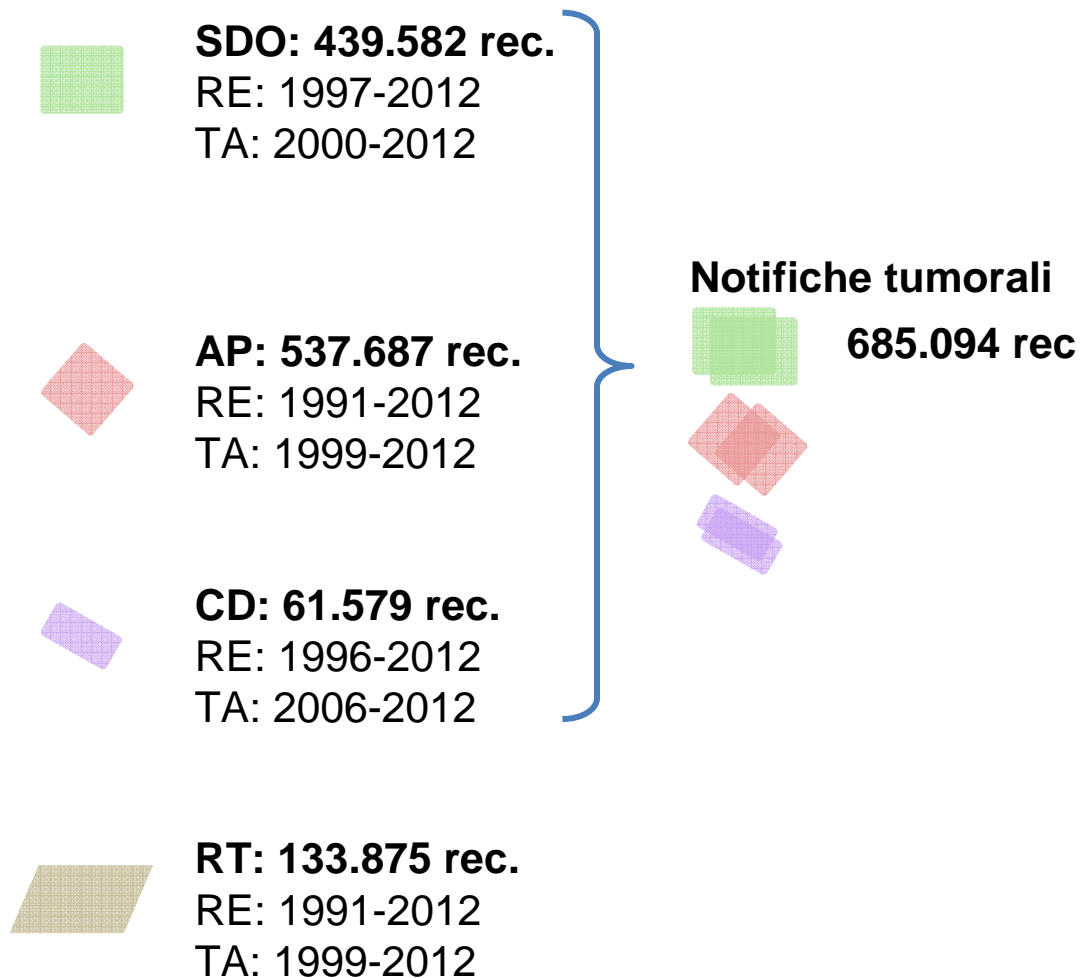 SDO: 439.582 rec.
RE: 1997-2012
TA: 2000-2012
AP: 537.687 rec.
RE: 1991-2012
TA: 1999-2012
CD: 61.579 rec.
RE: 1996-2012
TA: 2006-2012
RT: 133.875 rec.
RE: 1991-2012
TA: 1999-2012
Notifiche tumorali
685.094 rec